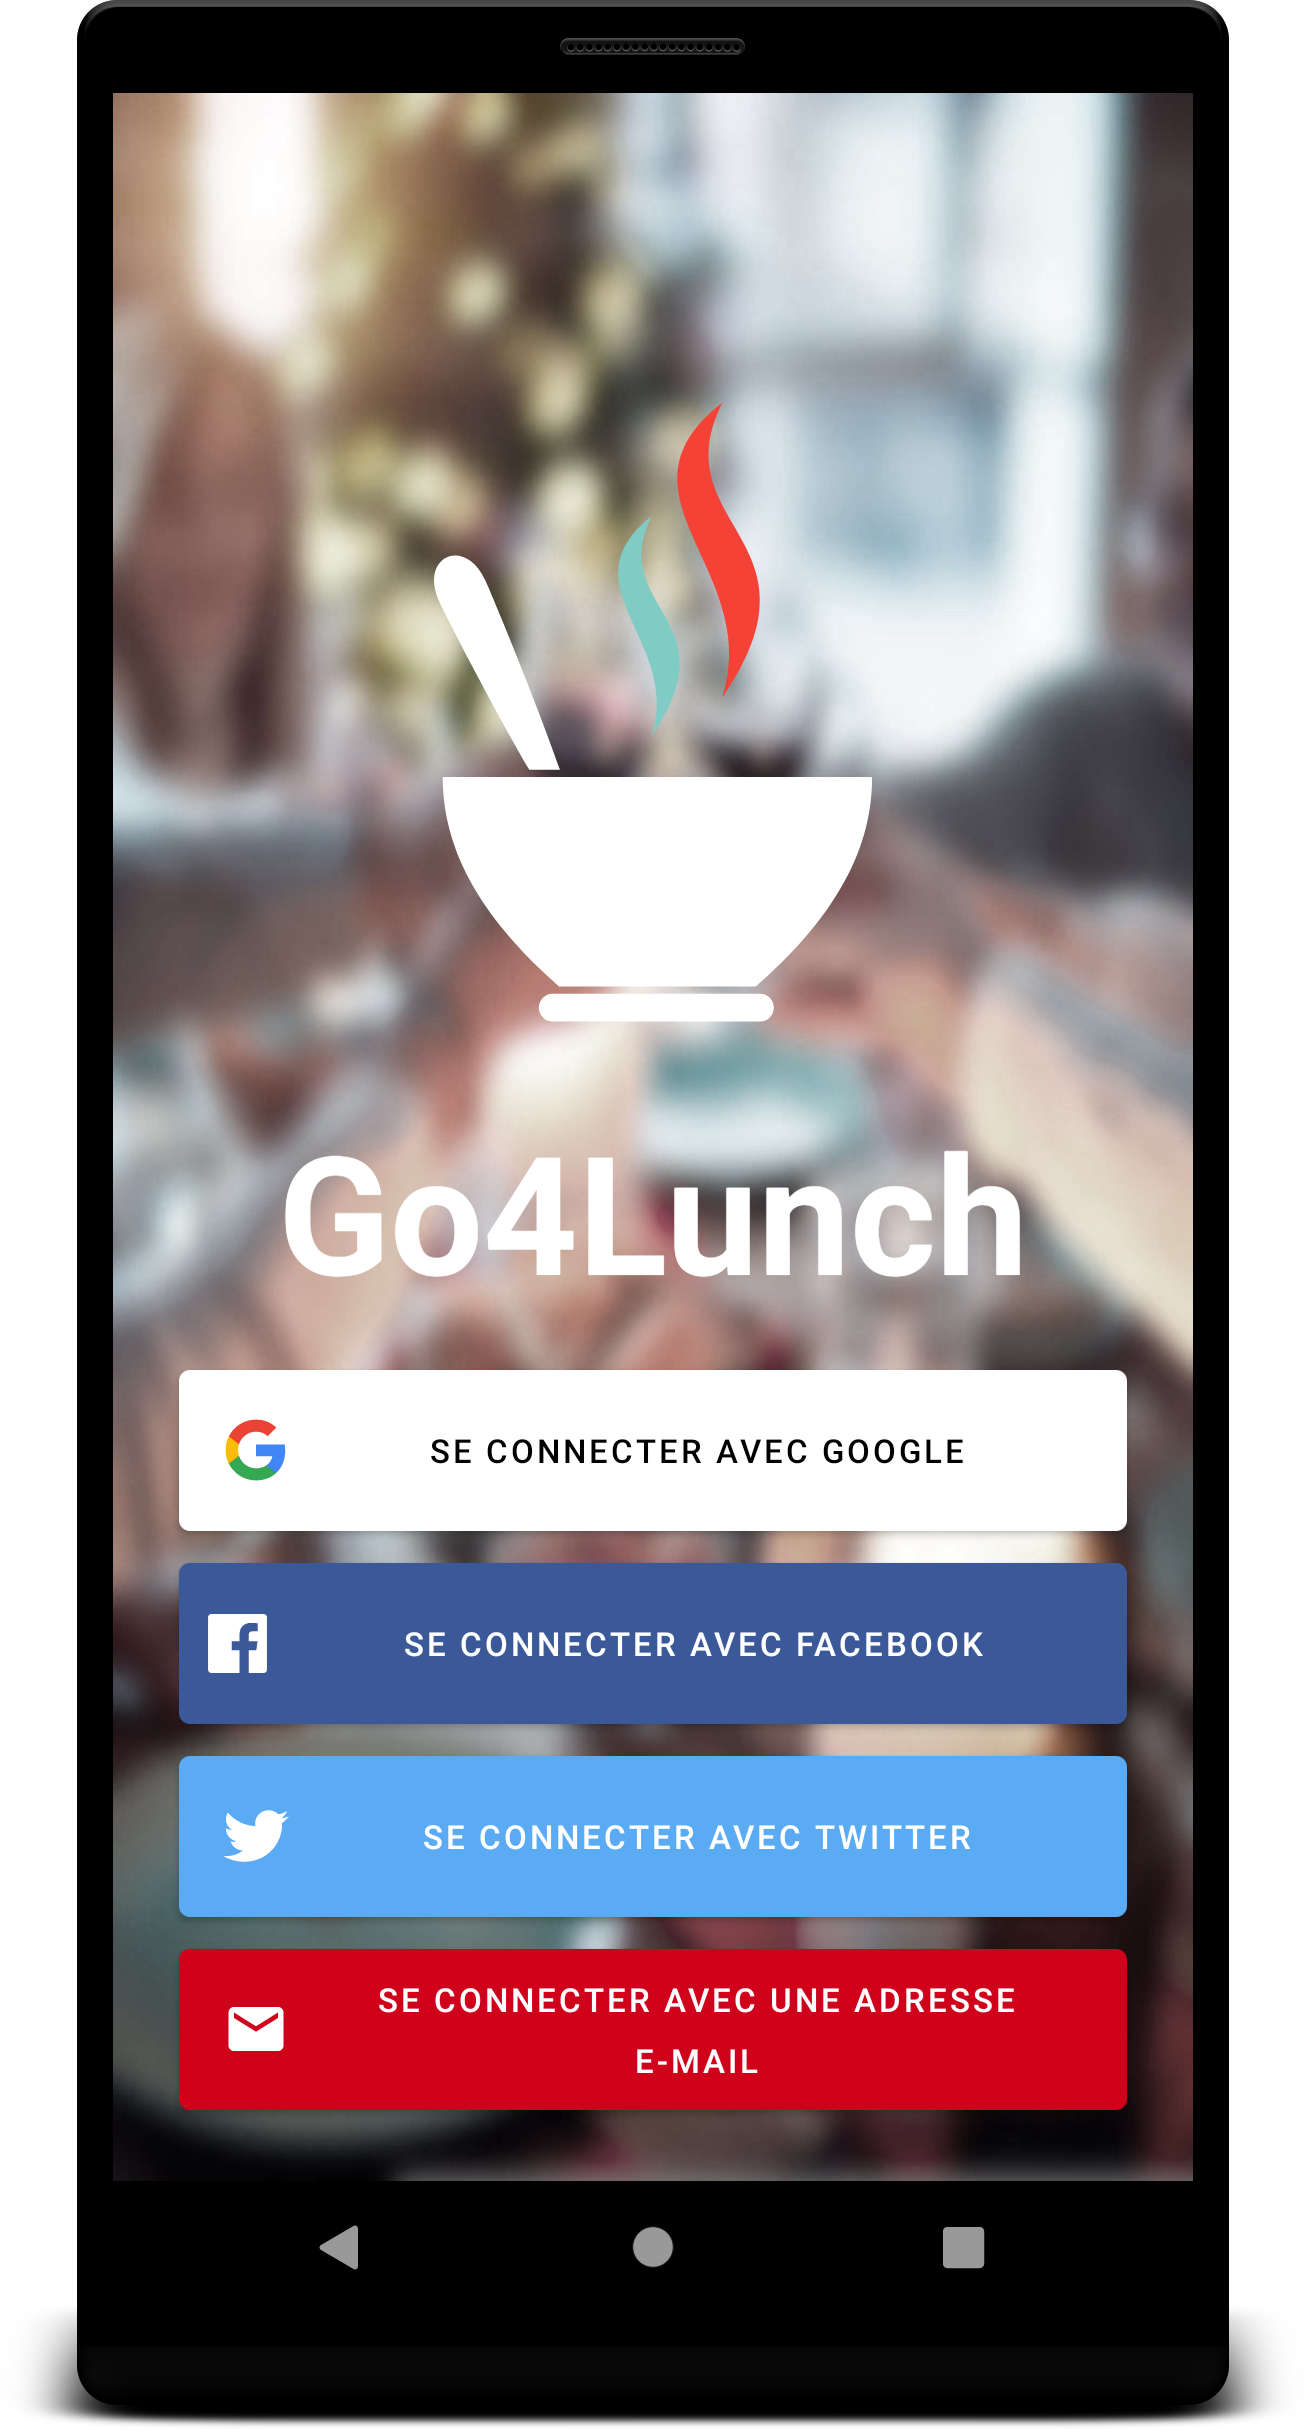 Go4Lunch
SE CONNECTER AVEC GOOGLE
SE CONNECTER AVEC FACEBOOK
SE CONNECTER AVEC TWITTER
SE CONNECTER AVEC UNE ADRESSE
E-MAIL